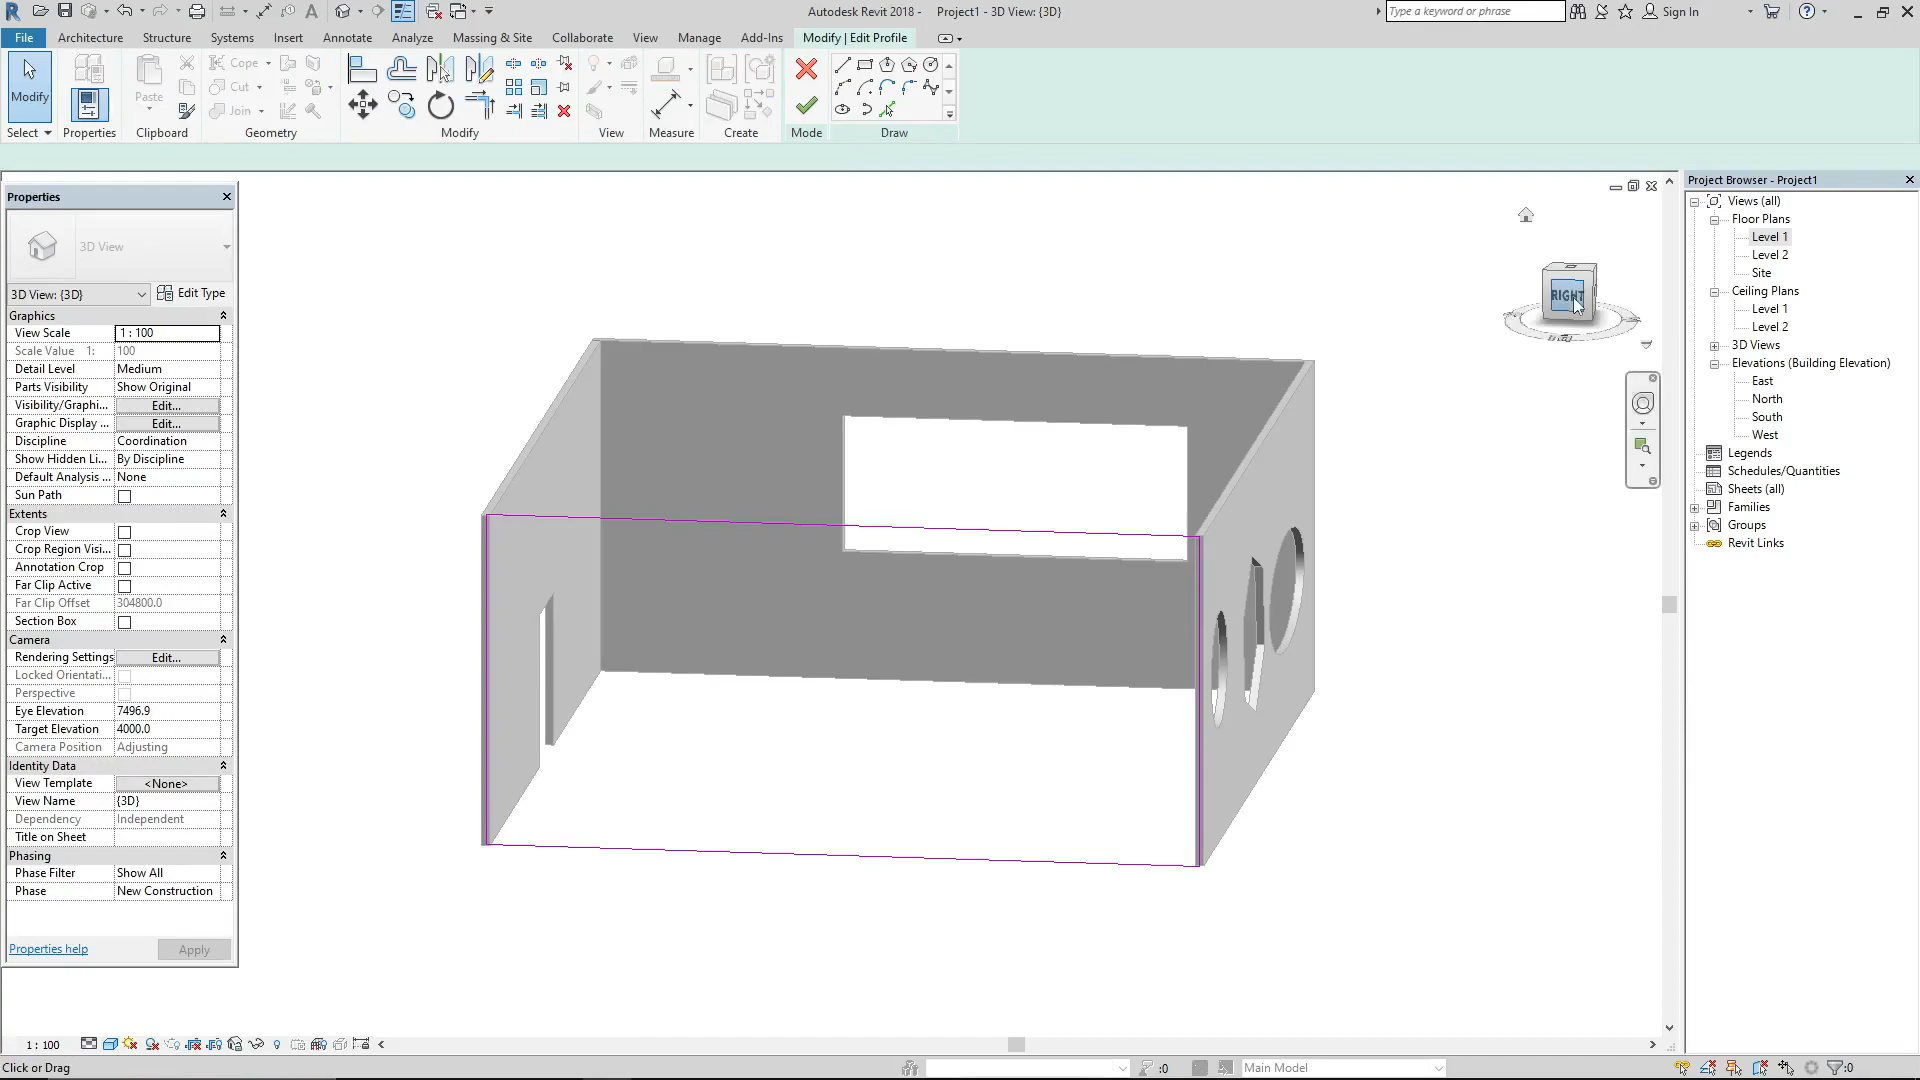 Autodesk Revit 2018 - Project1 - 3D View: {3D}
Type a keyword or phrase
Sign In
File
Architecture
Structure
Systems
Insert
Annotate
Analyze
Massing & Site
Collaborate
View
Manage
Add-Ins
Modify | Edit Profile
Modify
Paste
Cope
Cut
Join
Select
Properties
Clipboard
Geometry
Modify
View
Measure
Create
Mode
Draw
Properties
3D View
3D View: {3D}
Edit Type
Graphics
View Scale 1 : 100
Scale Value 1: 100
Detail Level Medium
Parts Visibility Show Original
Visibility/Graphi... Edit...
Graphic Display ... Edit...
Discipline Coordination
Show Hidden Li... By Discipline
Default Analysis ... None
Sun Path
Extents
Crop View
Crop Region Visi...
Annotation Crop
Far Clip Active
Far Clip Offset 304800.0
Section Box
Camera
Rendering Settings Edit...
Locked Orientati...
Perspective
Eye Elevation 7496.9
Target Elevation 4000.0
Camera Position Adjusting
Identity Data
View Template <None>
View Name {3D}
Dependency Independent
Title on Sheet
Phasing
Phase Filter Show All
Phase New Construction
Properties help
Apply
RIGHT
Project Browser - Project1
Views (all)
Floor Plans
Level 1
Level 2
Site
Ceiling Plans
Level 1
Level 2
3D Views
Elevations (Building Elevation)
East
North
South
West
Legends
Schedules/Quantities
Sheets (all)
Families
Groups
Revit Links
1 : 100
Click or Drag
:0
Main Model
:0